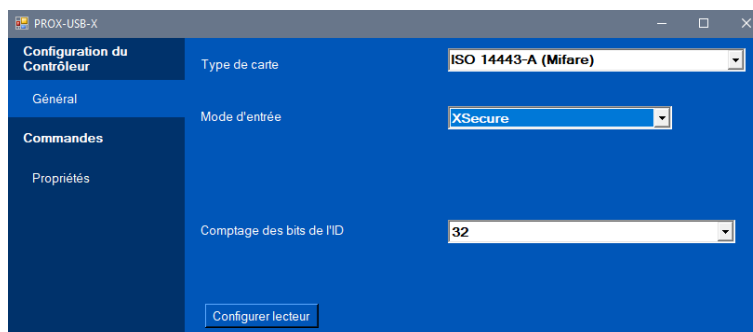 PROX-USB-X
Configuration du
Contrôleur
Général
Commandes
Propriétés
Type de carte
ISO 14443-A (Mifare)
Mode d'entrée
XSecure
Comptage des bits de l'ID
32
Configurer lecteur